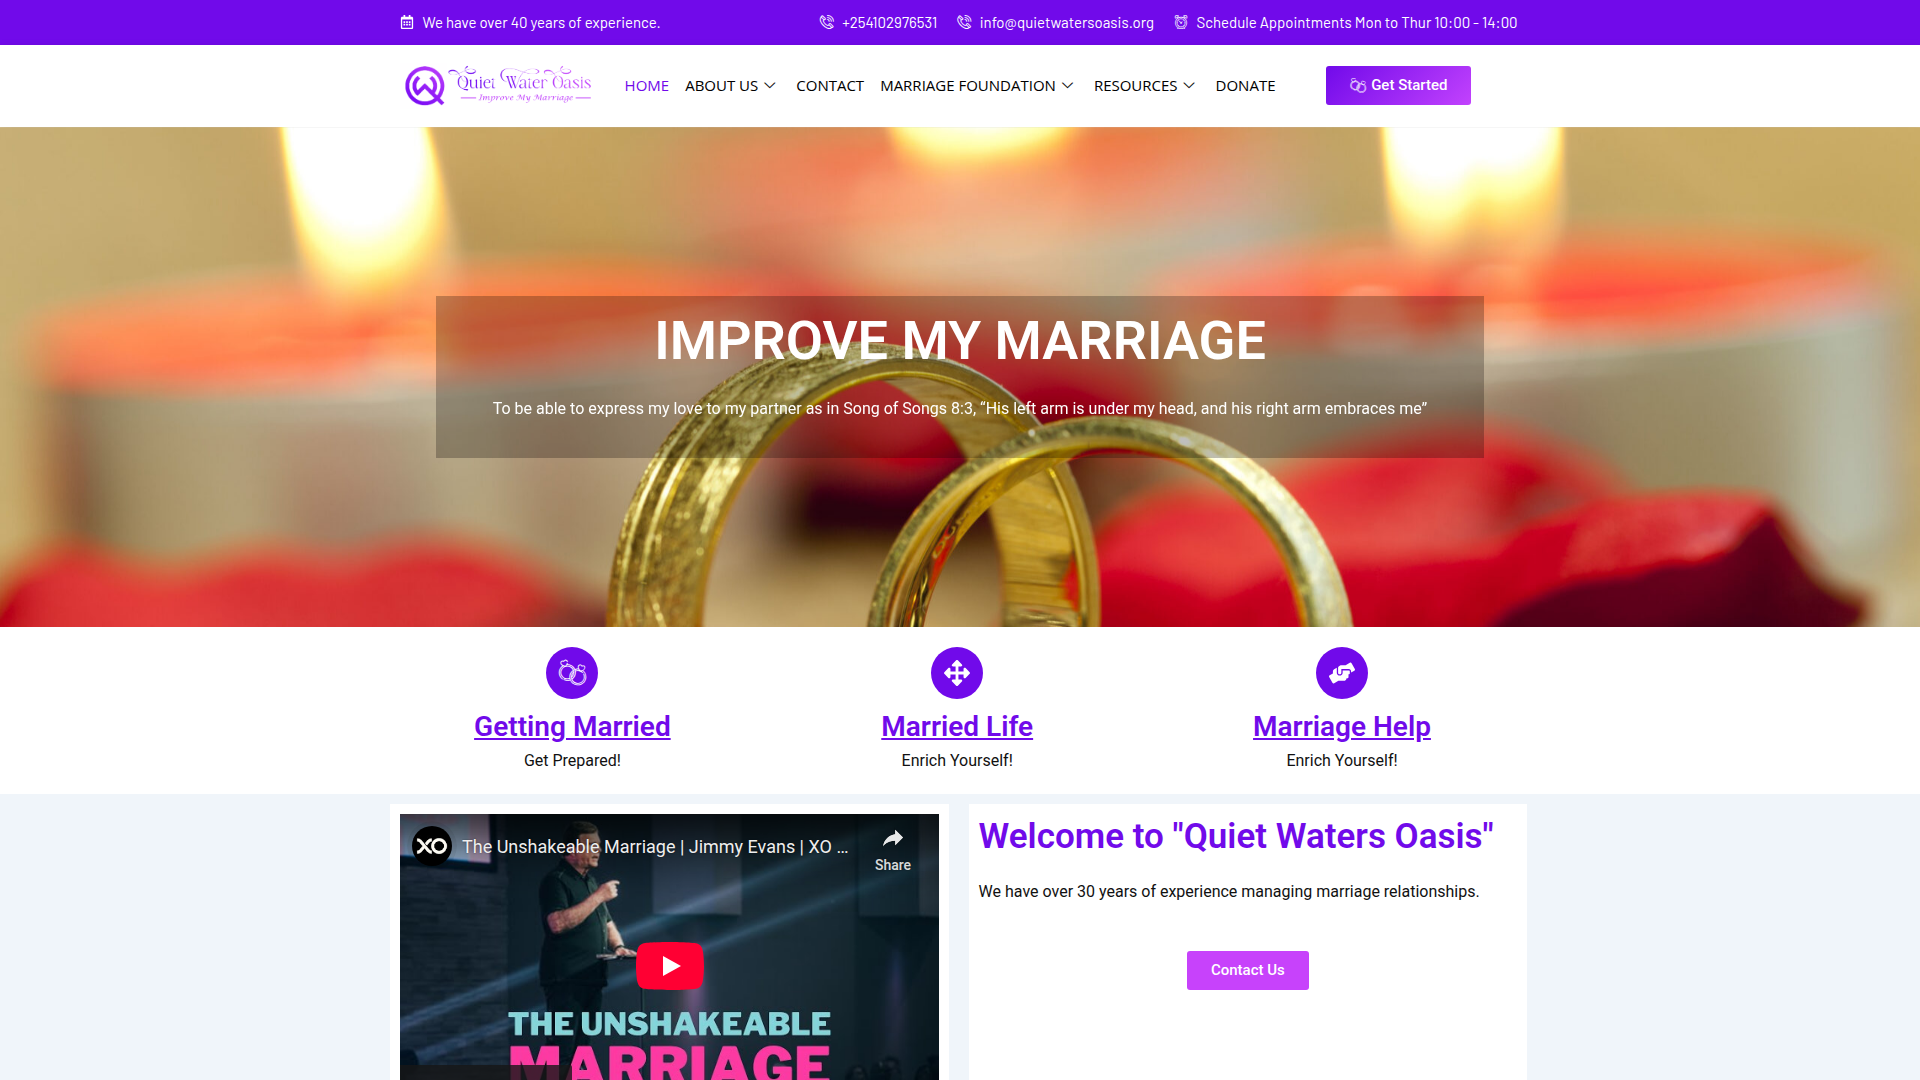 We have over 40 years of experience.
+254102976531
info@quietwatersoasis.org
Schedule Appointments Mon to Thur 10:00 - 14:00
Quiet Water Oasis
Improve My Marriage
HOME
ABOUT US
CONTACT
MARRIAGE FOUNDATION
RESOURCES
DONATE
Get Started
IMPROVE MY MARRIAGE
To be able to express my love to my partner as in Song of Songs 8:3, “His left arm is under my head, and his right arm embraces me”
Getting Married
Get Prepared!
Married Life
Enrich Yourself!
Marriage Help
Enrich Yourself!
XO
The Unshakeable Marriage | Jimmy Evans | XO ...
Share
THE UNSHAKEABLE
MARRIAGE
Welcome to "Quiet Waters Oasis"
We have over 30 years of experience managing marriage relationships.
Contact Us